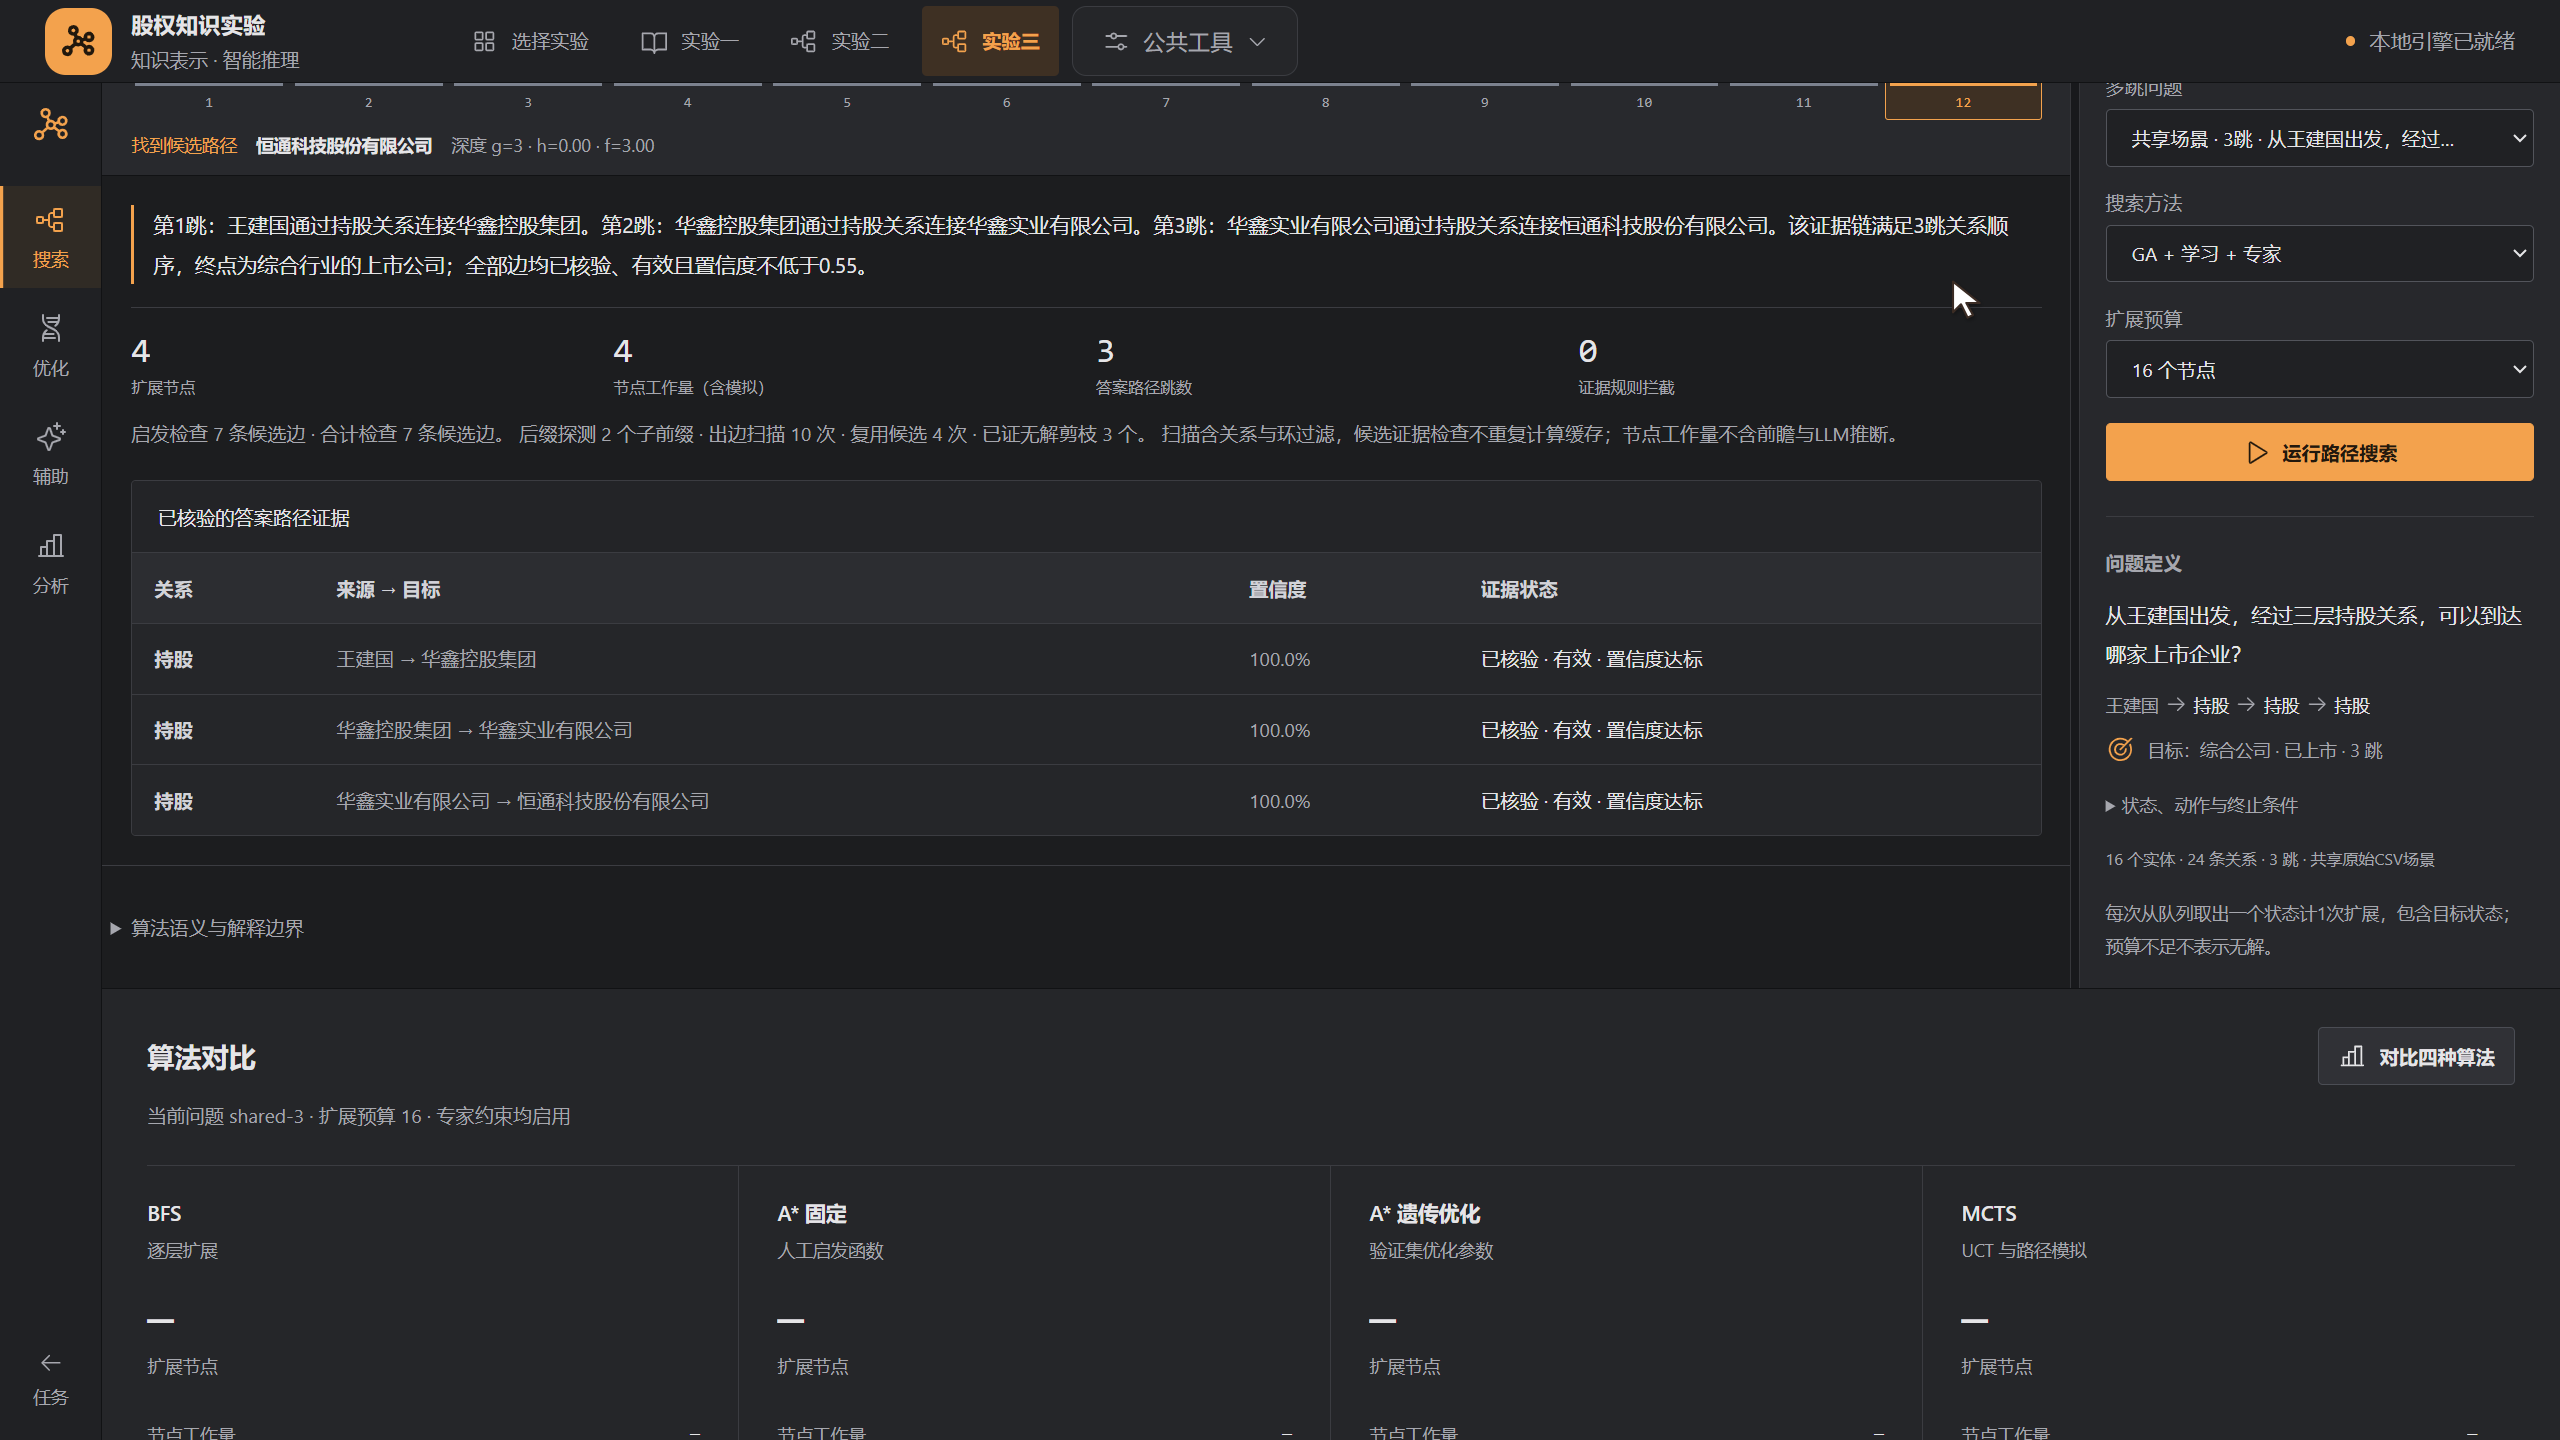 股权知识实验
知识表示 · 智能推理
选择实验
实验一
实验二
实验三
公共工具
本地引擎已就绪
搜索
优化
辅助
分析
任务
1 2 3 4 5 6 7 8 9 10 11 12
找到候选路径 恒通科技股份有限公司 深度 g=3 · h=0.00 · f=3.00
第1跳：王建国通过持股关系连接华鑫控股集团。第2跳：华鑫控股集团通过持股关系连接华鑫实业有限公司。第3跳：华鑫实业有限公司通过持股关系连接恒通科技股份有限公司。该证据链满足3跳关系顺
序，终点为综合行业的上市公司；全部边均已核验、有效且置信度不低于0.55。
4 4 3 0
扩展节点 节点工作量（含模拟） 答案路径跳数 证据规则拦截
启发检查 7 条候选边 · 合计检查 7 条候选边。 后缀探测 2 个子前缀 · 出边扫描 10 次 · 复用候选 4 次 · 已证无解剪枝 3 个。 扫描含关系与环过滤，候选证据检查不重复计算缓存；节点工作量不含前瞻与LLM推断。
已核验的答案路径证据
关系 来源 → 目标 置信度 证据状态
持股 王建国 → 华鑫控股集团 100.0% 已核验 · 有效 · 置信度达标
持股 华鑫控股集团 → 华鑫实业有限公司 100.0% 已核验 · 有效 · 置信度达标
持股 华鑫实业有限公司 → 恒通科技股份有限公司 100.0% 已核验 · 有效 · 置信度达标
▶ 算法语义与解释边界
多跳问题
共享场景 · 3跳 · 从王建国出发，经过...
搜索方法
GA + 学习 + 专家
扩展预算
16 个节点
运行路径搜索
问题定义
从王建国出发，经过三层持股关系，可以到达
哪家上市企业？
王建国 → 持股 → 持股 → 持股
目标：综合公司 · 已上市 · 3 跳
▶ 状态、动作与终止条件
16 个实体 · 24 条关系 · 3 跳 · 共享原始CSV场景
每次从队列取出一个状态计1次扩展，包含目标状态；
预算不足不表示无解。
算法对比
对比四种算法
当前问题 shared-3 · 扩展预算 16 · 专家约束均启用
BFS
逐层扩展
—
扩展节点
节点工作量 –
A* 固定
人工启发函数
—
扩展节点
节点工作量 –
A* 遗传优化
验证集优化参数
—
扩展节点
节点工作量 –
MCTS
UCT 与路径模拟
—
扩展节点
节点工作量 –